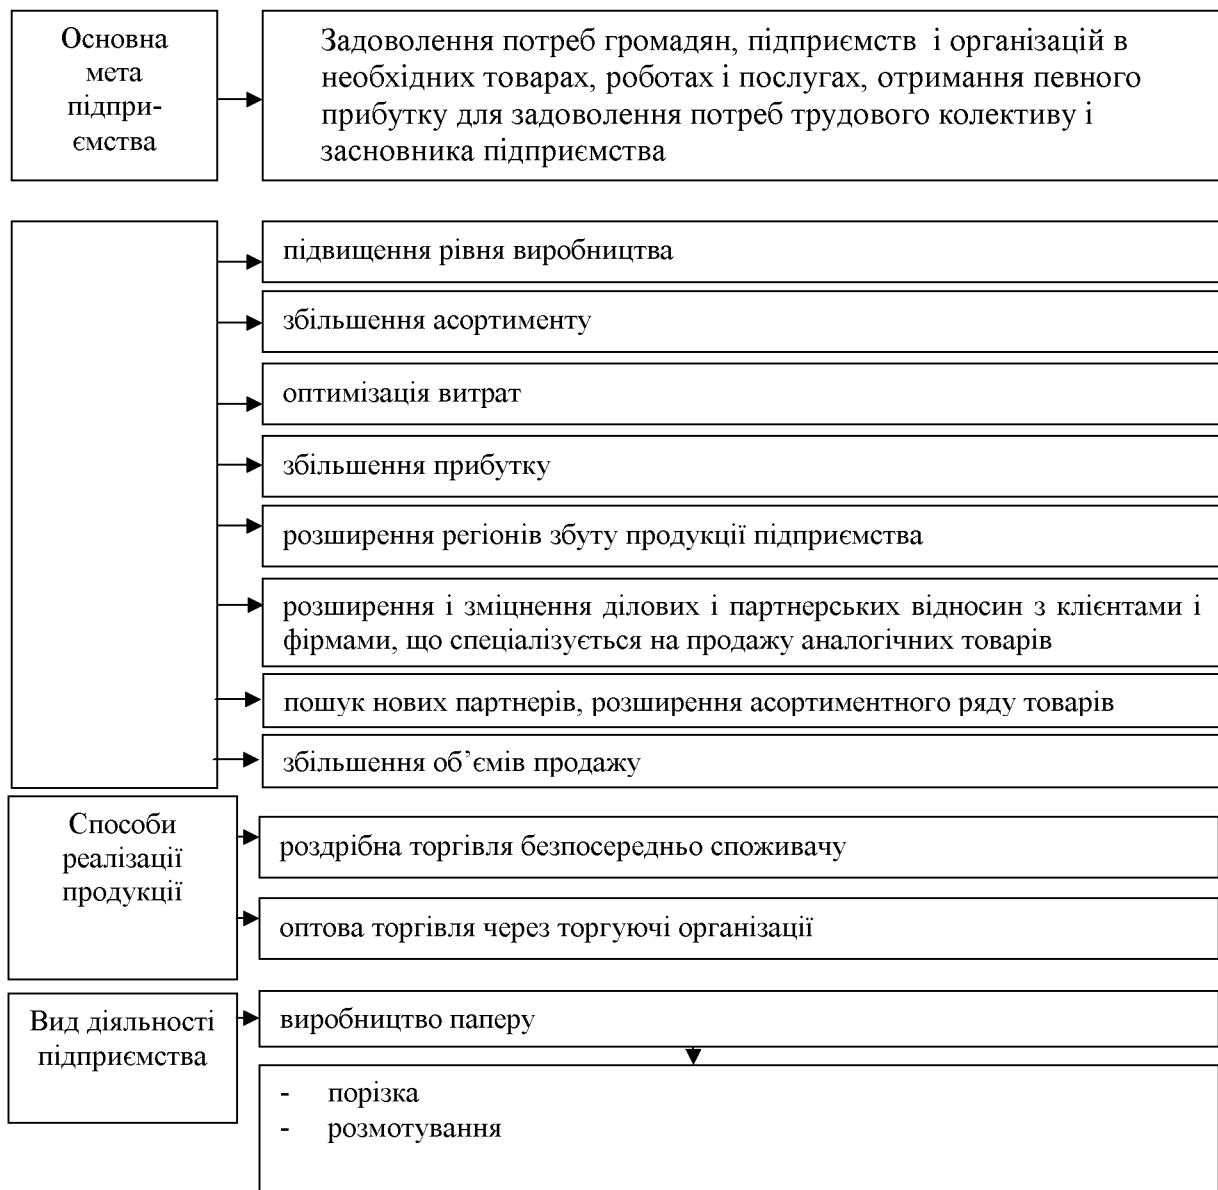 Основна
мета
підпри-
ємства
Задоволення потреб громадян, підприємств і організацій в
необхідних товарах, роботах і послугах, отримання певного
прибутку для задоволення потреб трудового колективу і
засновника підприємства
підвищення рівня виробництва
збільшення асортименту
оптимізація витрат
збільшення прибутку
розширення регіонів збуту продукції підприємства
розширення і зміцнення ділових і партнерських відносин з клієнтами і
фірмами, що спеціалізується на продажу аналогічних товарів
пошук нових партнерів, розширення асортиментного ряду товарів
збільшення об’ємів продажу
Способи
реалізації
продукції
роздрібна торгівля безпосередньо споживачу
оптова торгівля через торгуючі організації
Вид діяльності
підприємства
виробництво паперу
- порізка
- розмотування